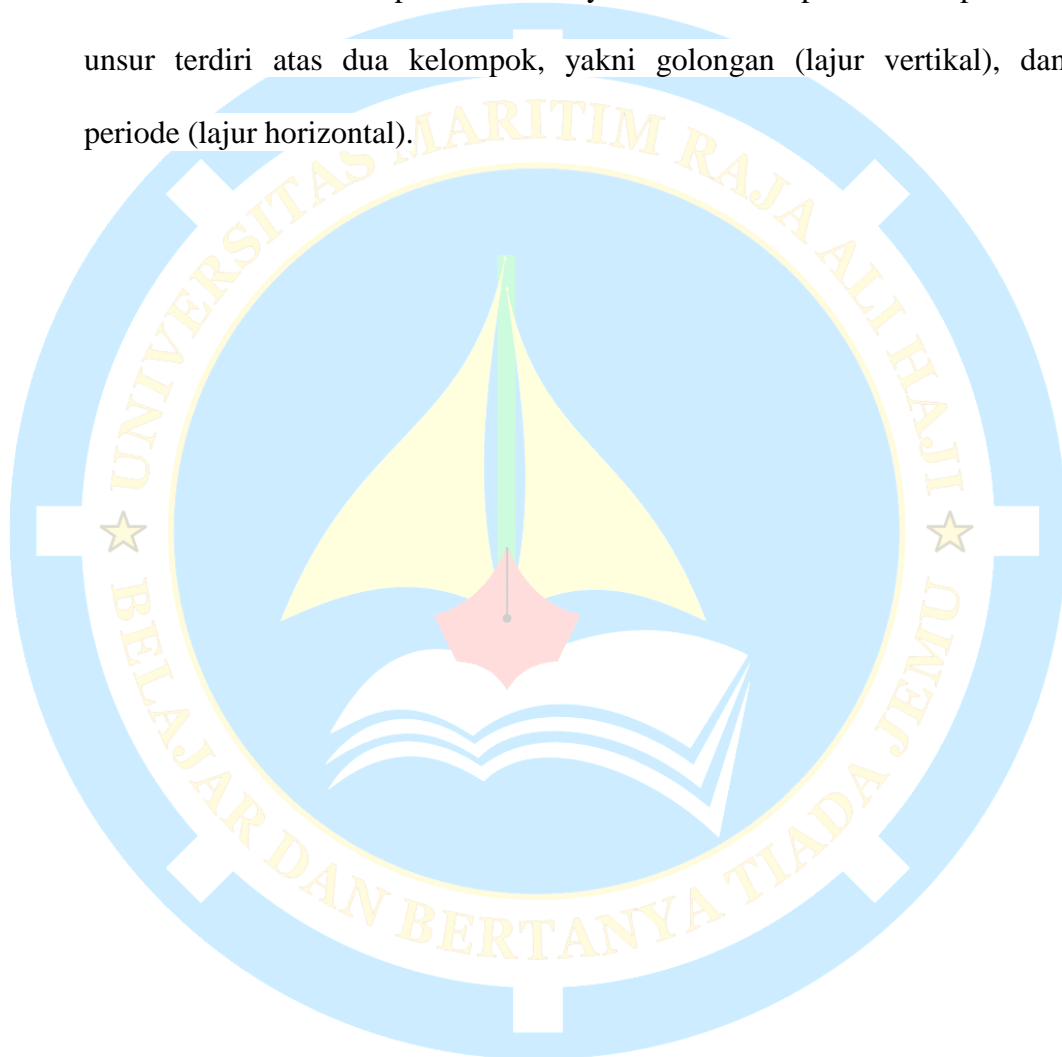 unsur terdiri atas dua kelompok, yakni golongan (lajur vertikal), dan
periode (lajur horizontal).
UNIVERSITAS MARITIM RAJA ALI HAJI
BELAJAR DAN BERTANYA TIADA JEMU